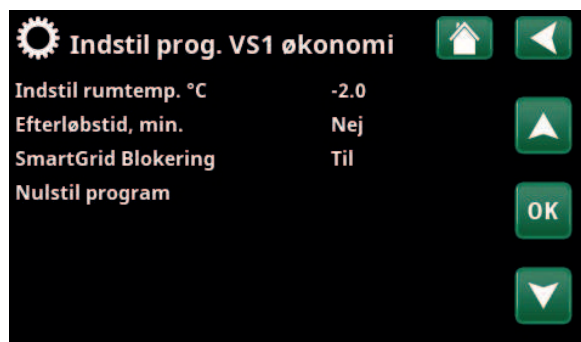 Indstil prog. VS1 økonomi
Indstil rumtemp. °C -2.0
Efterløbstid, min. Nej
SmartGrid Blokering Til
Nulstil program
OK